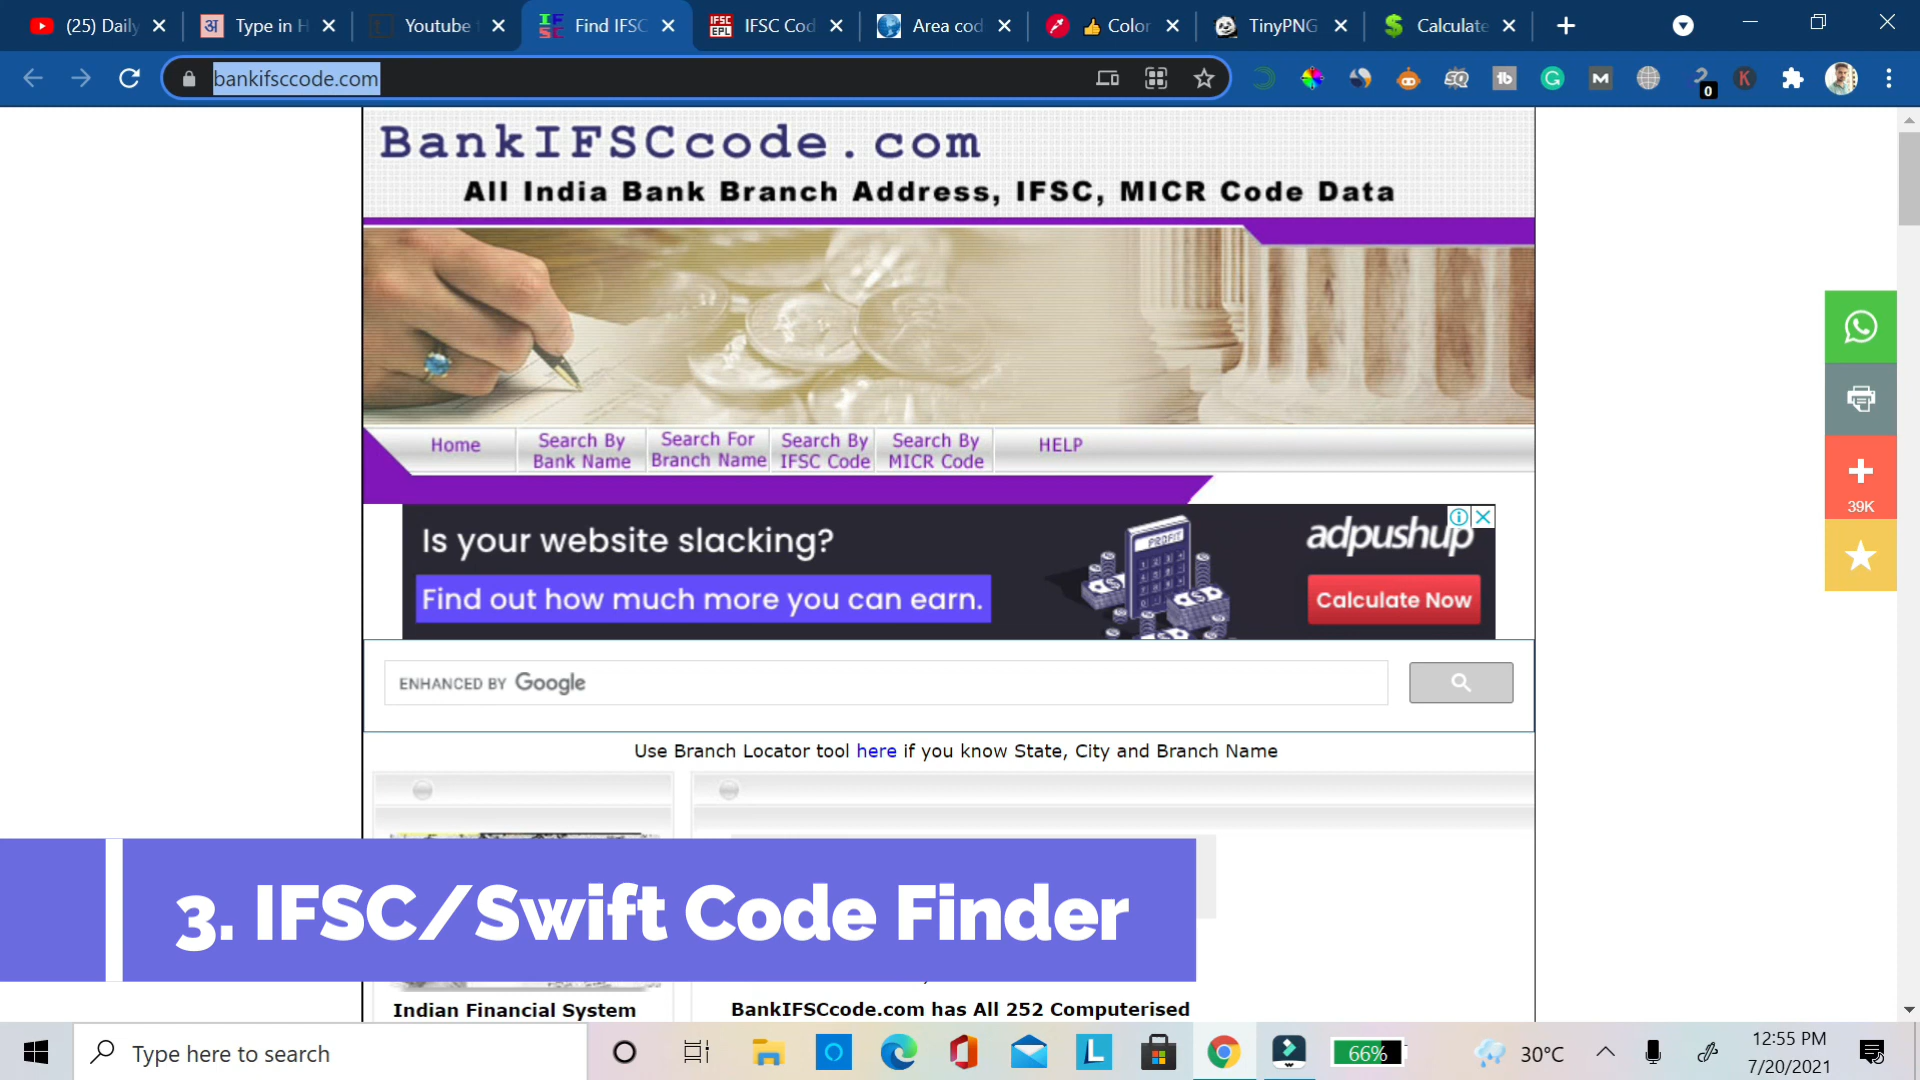 (25) Daily
Type in H
Youtube
Find IFSC
IFSC Cod
Area cod
👍 Color
TinyPNG
Calculate
bankifsccode.com
0
BankIFSCcode.com
All India Bank Branch Address, IFSC, MICR Code Data
Home
Search By
Bank Name
Search For
Branch Name
Search By
IFSC Code
Search By
MICR Code
HELP
Is your website slacking?
Find out how much more you can earn.
PROFIT
adpushup
Calculate Now
39K
ENHANCED BY Google
Use Branch Locator tool here if you know State, City and Branch Name
3. IFSC/Swift Code Finder
Indian Financial System
BankIFSCcode.com has All 252 Computerised
Type here to search
66%
30°C
12:55 PM
7/20/2021